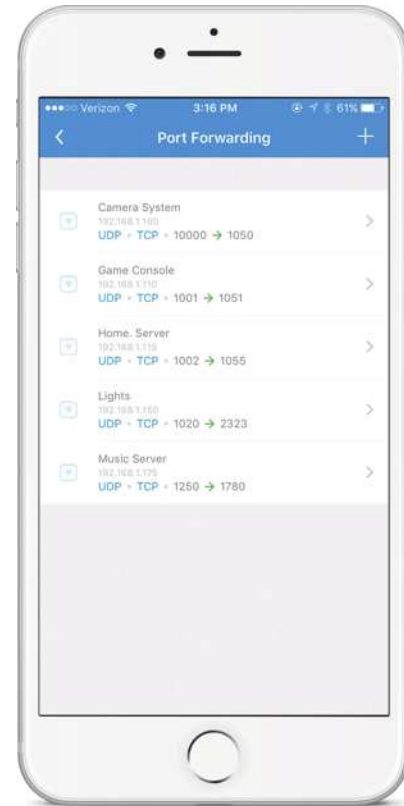 Verizon 3:16 PM 61%
Port Forwarding
Camera System
192.168.1.160
UDP • TCP • 10000 → 1050
Game Console
192.168.1.110
UDP • TCP • 1001 → 1051
Home. Server
192.168.1.115
UDP • TCP • 1002 → 1055
Lights
192.168.1.150
UDP • TCP • 1020 → 2323
Music Server
192.168.1.175
UDP • TCP • 1250 → 1780